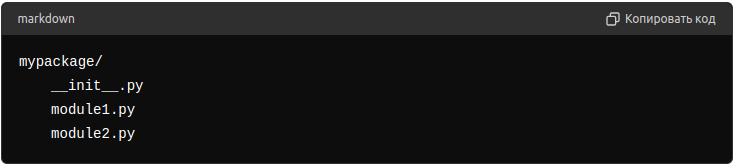 markdown
Копировать код
mypackage/
    __init__.py
    module1.py
    module2.py